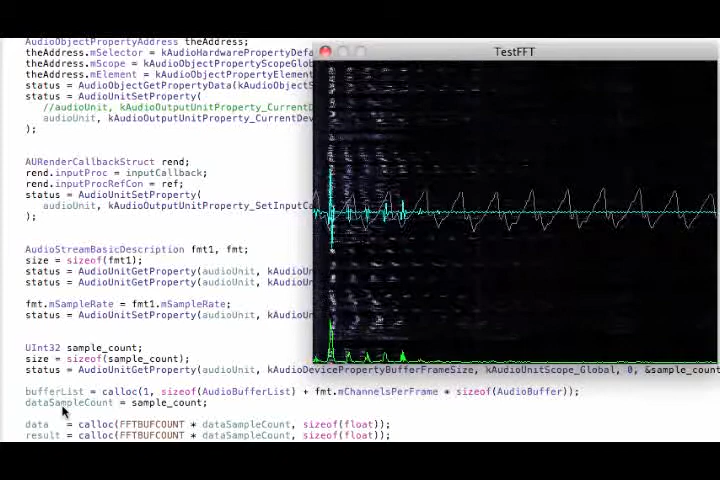 AudioObjectPropertyAddress theAddress;
theAddress.mSelector = kAudioHardwarePropertyDefa
theAddress.mScope = kAudioObjectPropertyScopeGlob
theAddress.mElement = kAudioObjectPropertyElement
status = AudioObjectGetPropertyData(kAudioObjectS
status = AudioUnitSetProperty(
//audioUnit, kAudioOutputUnitProperty_CurrentD
audioUnit, kAudioOutputUnitProperty_CurrentDev
);
AURenderCallbackStruct rend;
rend.inputProc = inputCallback;
rend.inputProcRefCon = ref;
status = AudioUnitSetProperty(
audioUnit, kAudioOutputUnitProperty_SetInputCa
);
AudioStreamBasicDescription fmt1, fmt;
size = sizeof(fmt1);
status = AudioUnitGetProperty(audioUnit, kAudioUn
status = AudioUnitGetProperty(audioUnit, kAudioUn
fmt.mSampleRate = fmt1.mSampleRate;
status = AudioUnitSetProperty(audioUnit, kAudioUn
UInt32 sample_count;
size = sizeof(sample_count);
status = AudioUnitGetProperty(audioUnit, kAudioDevicePropertyBufferFrameSize, kAudioUnitScope_Global, 0, &sample_count
bufferList = calloc(1, sizeof(AudioBufferList) + fmt.mChannelsPerFrame * sizeof(AudioBuffer));
dataSampleCount = sample_count;
data = calloc(FFTBUFCOUNT * dataSampleCount, sizeof(float));
result = calloc(FFTBUFCOUNT * dataSampleCount, sizeof(float));
TestFFT